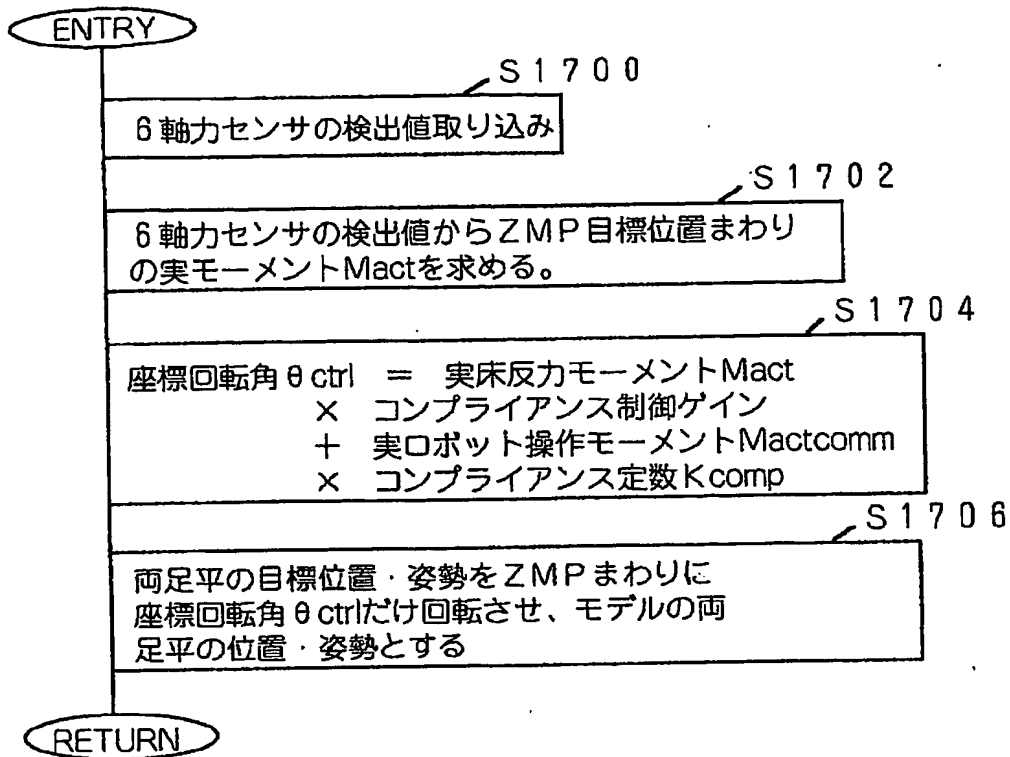 ENTRY
S1700
6軸力センサの検出値取り込み
S1702
6軸力センサの検出値からZMP目標位置まわり
の実モーメントMactを求める。
S1704
座標回転角θctrl = 実床反力モーメントMact
× コンプライアンス制御ゲイン
+ 実ロボット操作モーメントMactcomm
× コンプライアンス定数Kcomp
S1706
両足平の目標位置・姿勢をZMPまわりに
座標回転角θctrlだけ回転させ、モデルの両
足平の位置・姿勢とする
RETURN